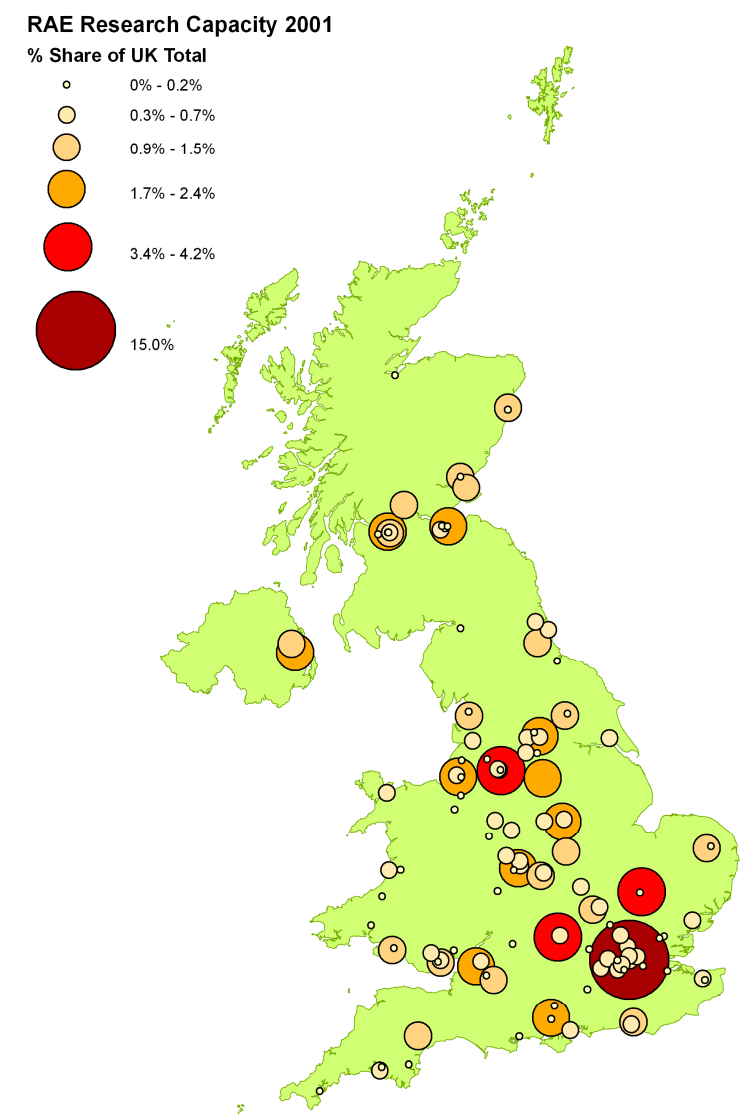 RAE Research Capacity 2001
% Share of UK Total
0% - 0.2%
0.3% - 0.7%
0.9% - 1.5%
1.7% - 2.4%
3.4% - 4.2%
15.0%